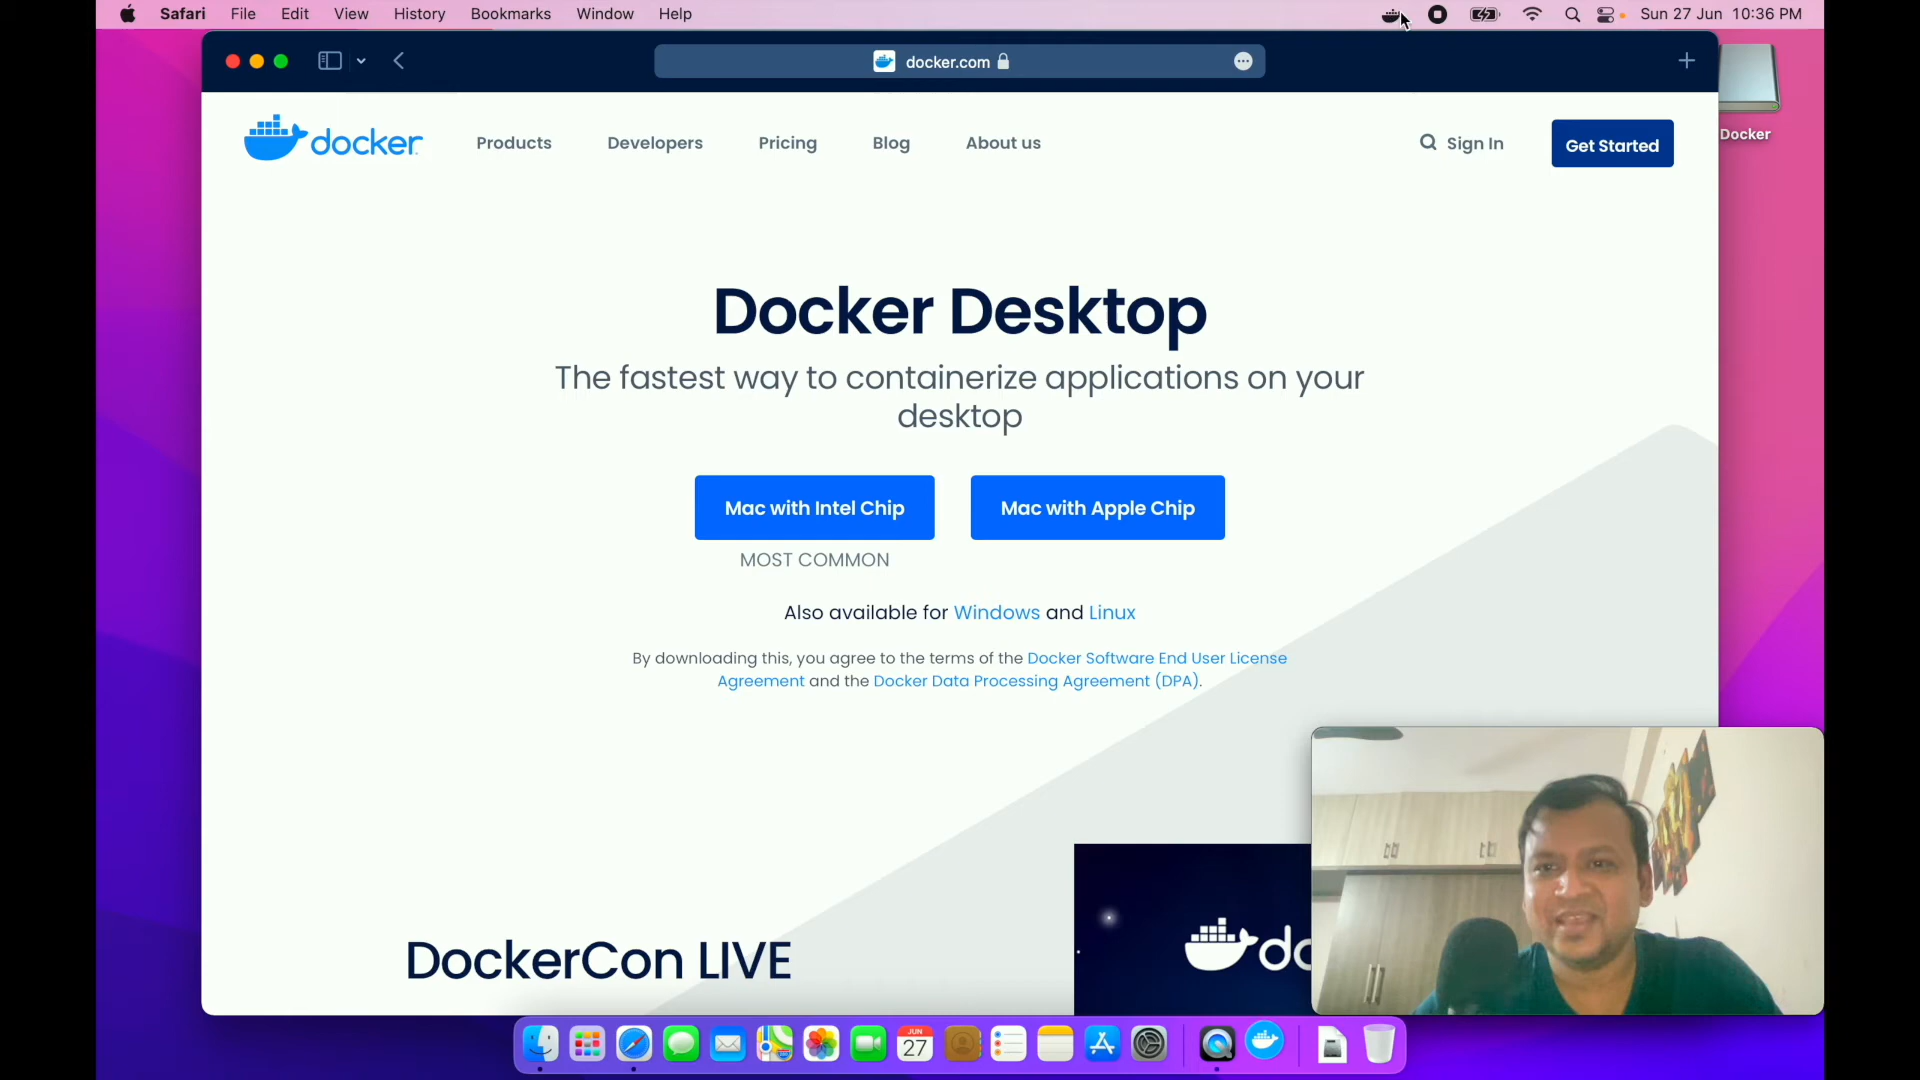 Safari File Edit View History Bookmarks Window Help Sun 27 Jun 10:36 PM
docker.com
Docker
docker Products Developers Pricing Blog About us Sign In Get Started
Docker Desktop
The fastest way to containerize applications on your
desktop
Mac with Intel Chip Mac with Apple Chip
MOST COMMON
Also available for Windows and Linux
By downloading this, you agree to the terms of the Docker Software End User License
Agreement and the Docker Data Processing Agreement (DPA).
DockerCon LIVE
do
JUN
27